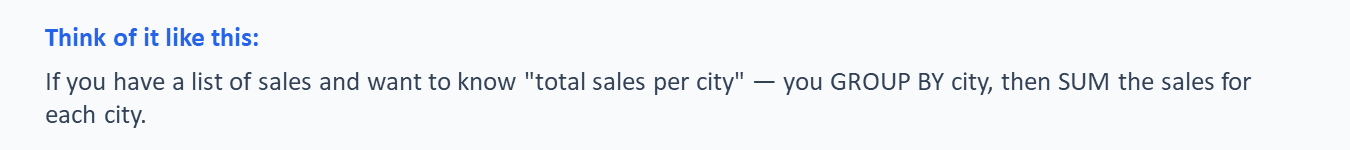 Think of it like this:
If you have a list of sales and want to know "total sales per city" — you GROUP BY city, then SUM the sales for
each city.